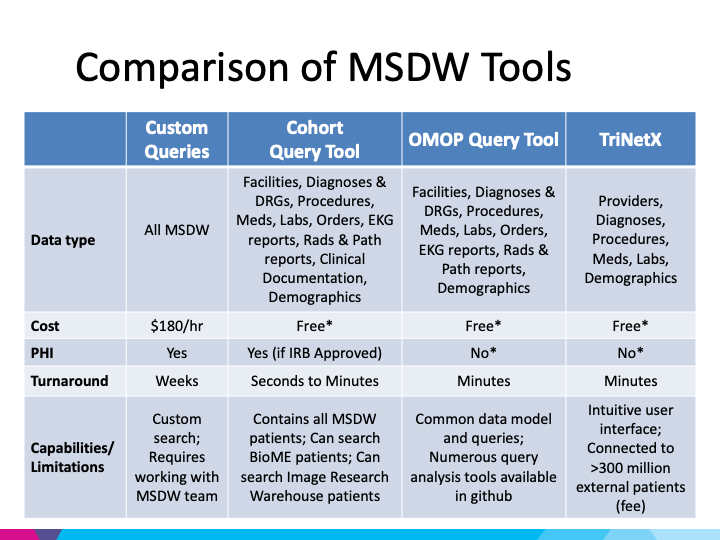 Comparison of MSDW Tools
Custom
Queries
Cohort
Query Tool
OMOP Query Tool
TriNetX
Data type
All MSDW
Facilities, Diagnoses &
DRGs, Procedures,
Meds, Labs, Orders, EKG
reports, Rads & Path
reports, Clinical
Documentation,
Demographics
Facilities, Diagnoses &
DRGs, Procedures,
Meds, Labs, Orders,
EKG reports, Rads &
Path reports,
Demographics
Providers,
Diagnoses,
Procedures,
Meds, Labs,
Demographics
Cost
$180/hr
Free*
Free*
Free*
PHI
Yes
Yes (if IRB Approved)
No*
No*
Turnaround
Weeks
Seconds to Minutes
Minutes
Minutes
Capabilities/
Limitations
Custom
search;
Requires
working with
MSDW team
Contains all MSDW
patients; Can search
BioME patients; Can
search Image Research
Warehouse patients
Common data model
and queries;
Numerous query
analysis tools available
in github
Intuitive user
interface;
Connected to
>300 million
external patients
(fee)